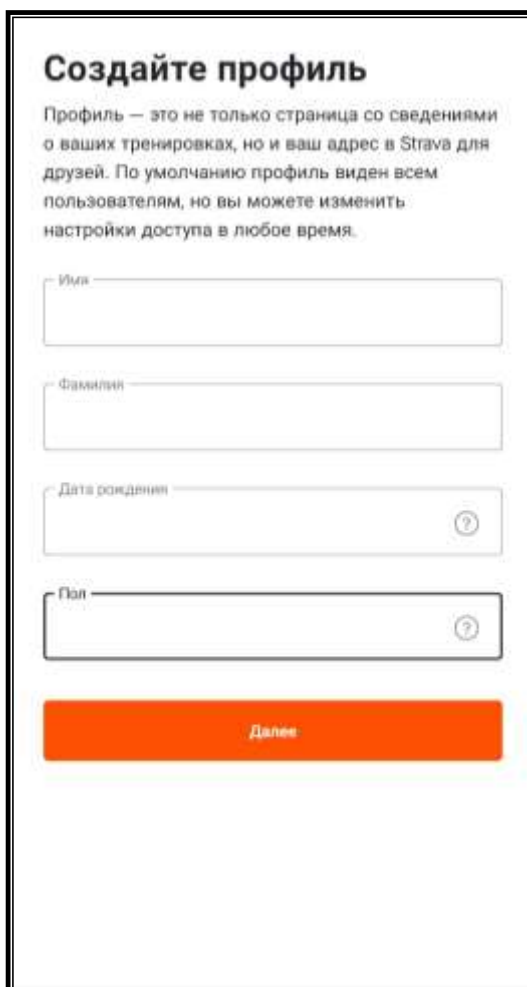 Создайте профиль
Профиль — это не только страница со сведениями
о ваших тренировках, но и ваш адрес в Strava для
друзей. По умолчанию профиль виден всем
пользователям, но вы можете изменить
настройки доступа в любое время.
Имя
Фамилия
Дата рождения
?
Пол
?
Далее